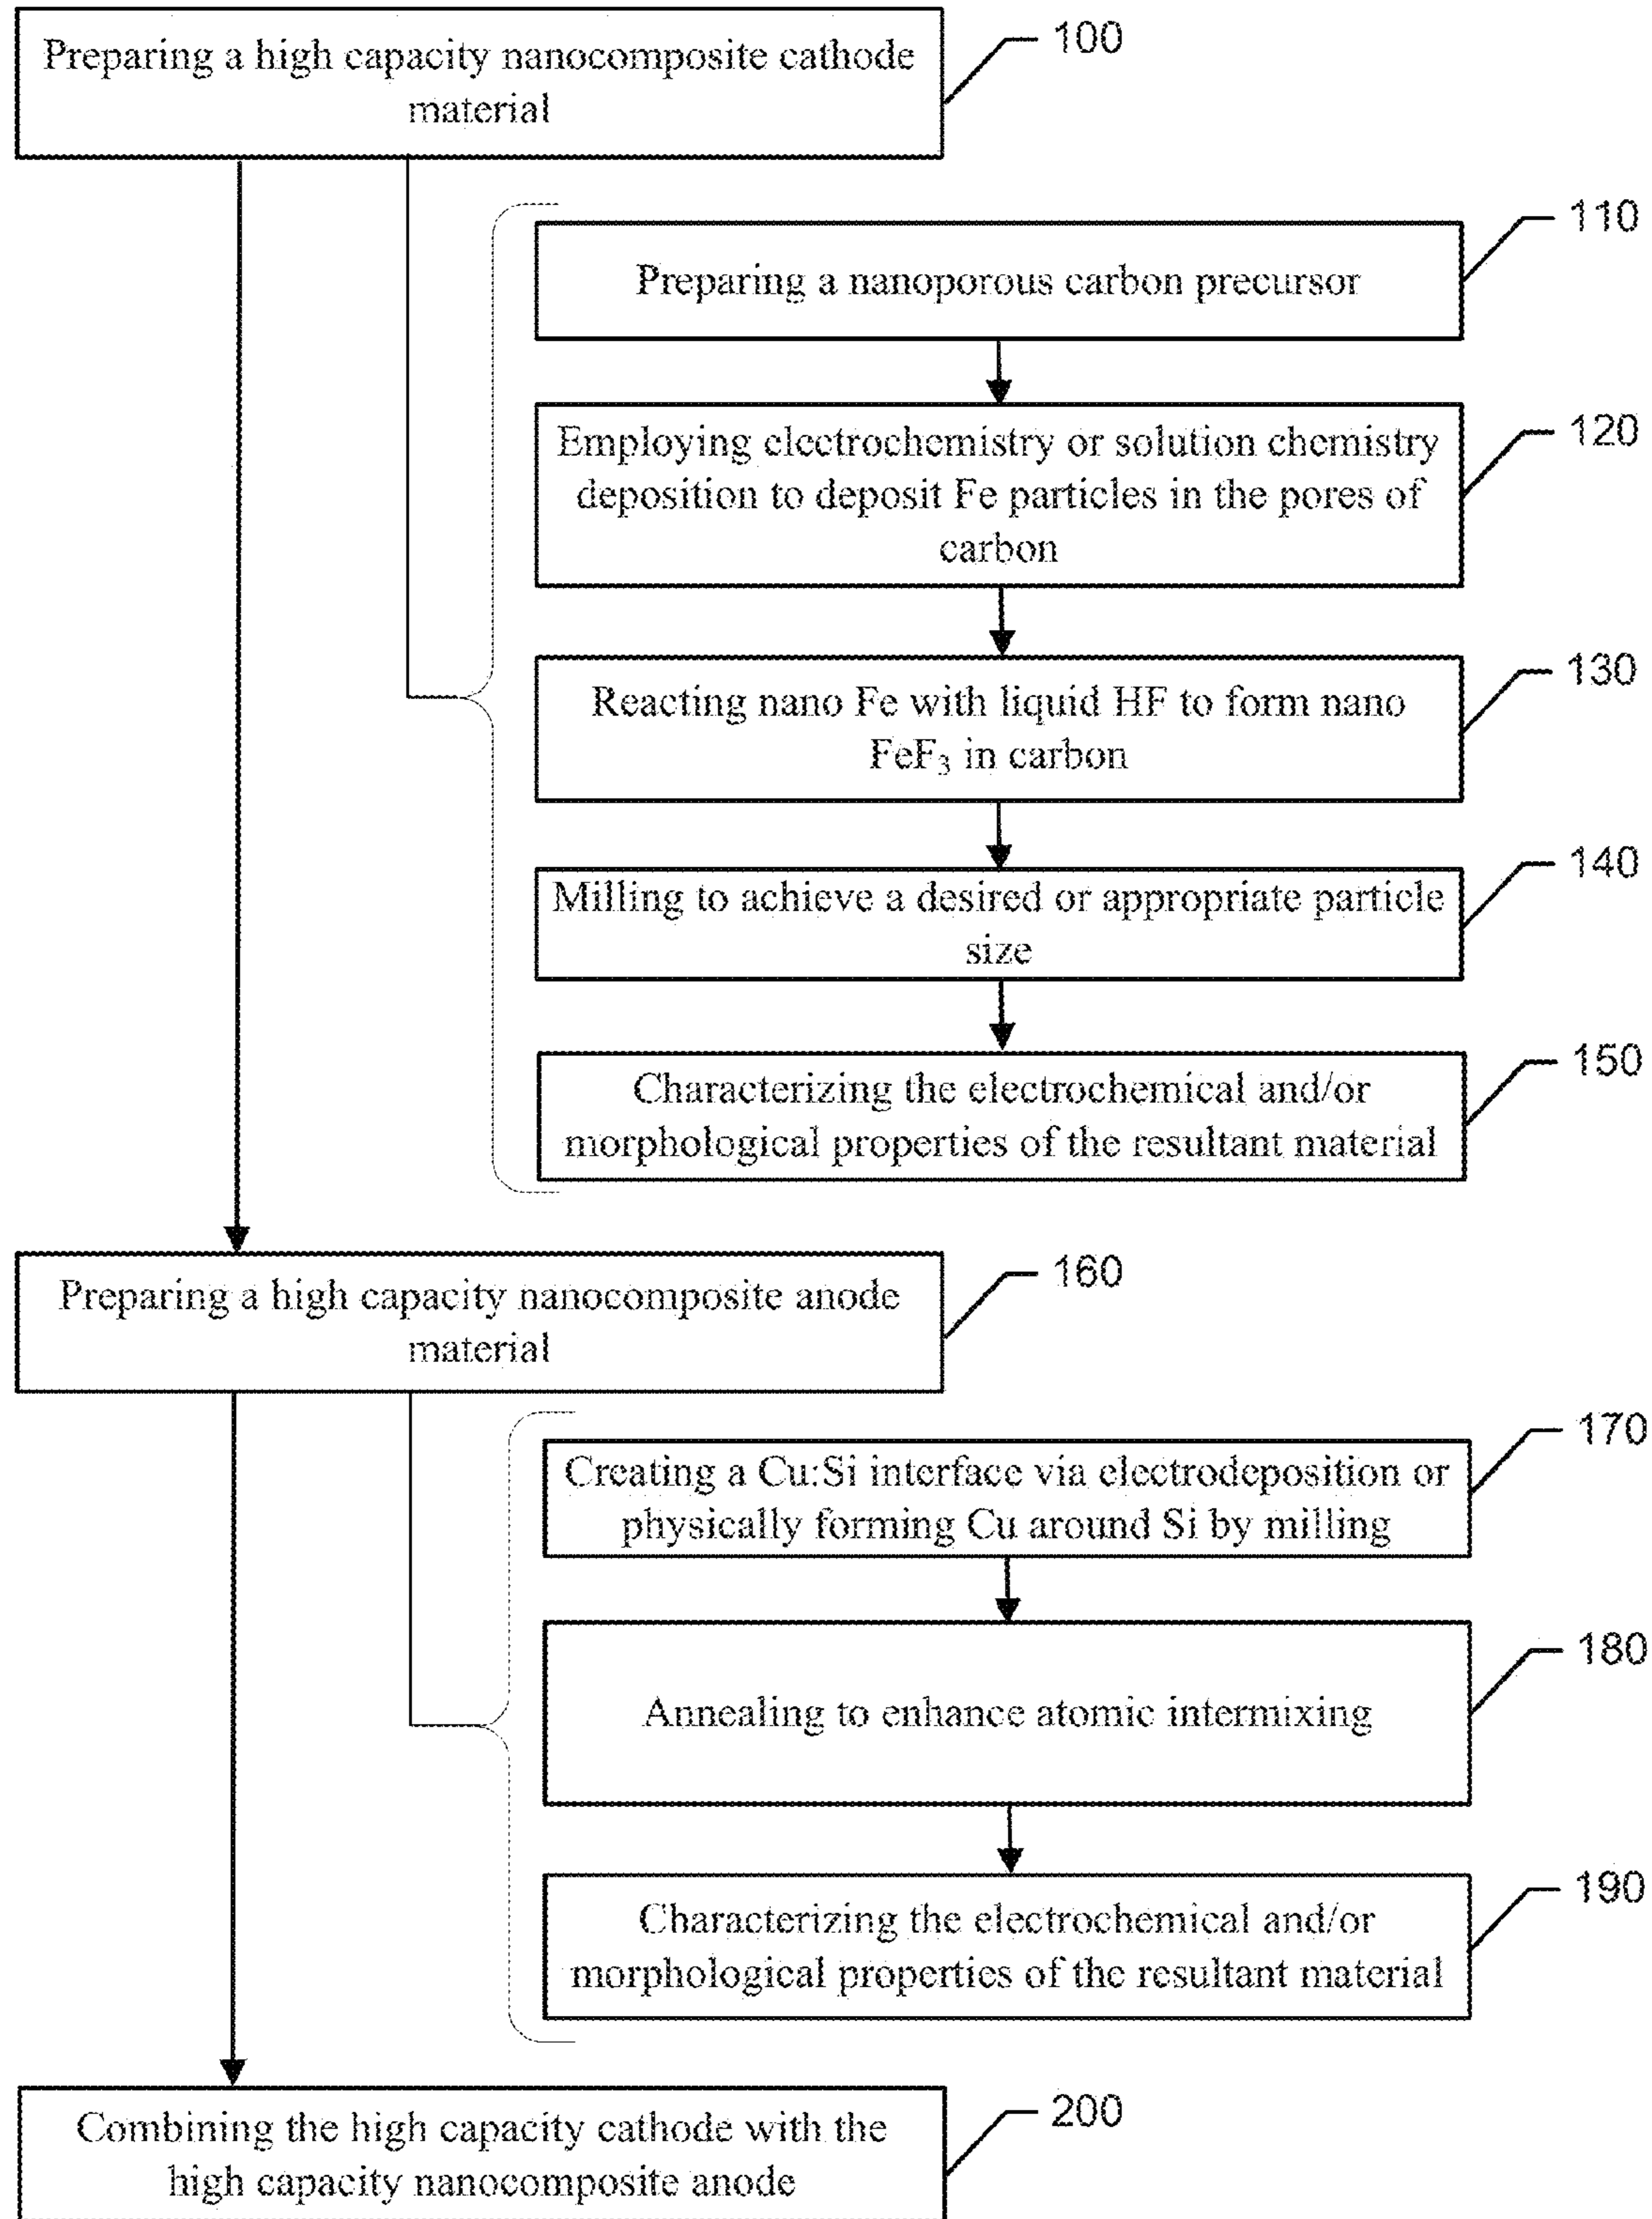 Preparing a high capacity nanocomposite cathode
material
100
110
Preparing a nanoporous carbon precursor
120
Employing electrochemistry or solution chemistry
deposition to deposit Fe particles in the pores of
carbon
130
Reacting nano Fe with liquid HF to form nano
FeF₃ in carbon
140
Milling to achieve a desired or appropriate particle
size
150
Characterizing the electrochemical and/or
morphological properties of the resultant material
160
Preparing a high capacity nanocomposite anode
material
170
Creating a Cu:Si interface via electrodeposition or
physically forming Cu around Si by milling
180
Annealing to enhance atomic intermixing
190
Characterizing the electrochemical and/or
morphological properties of the resultant material
200
Combining the high capacity cathode with the
high capacity nanocomposite anode